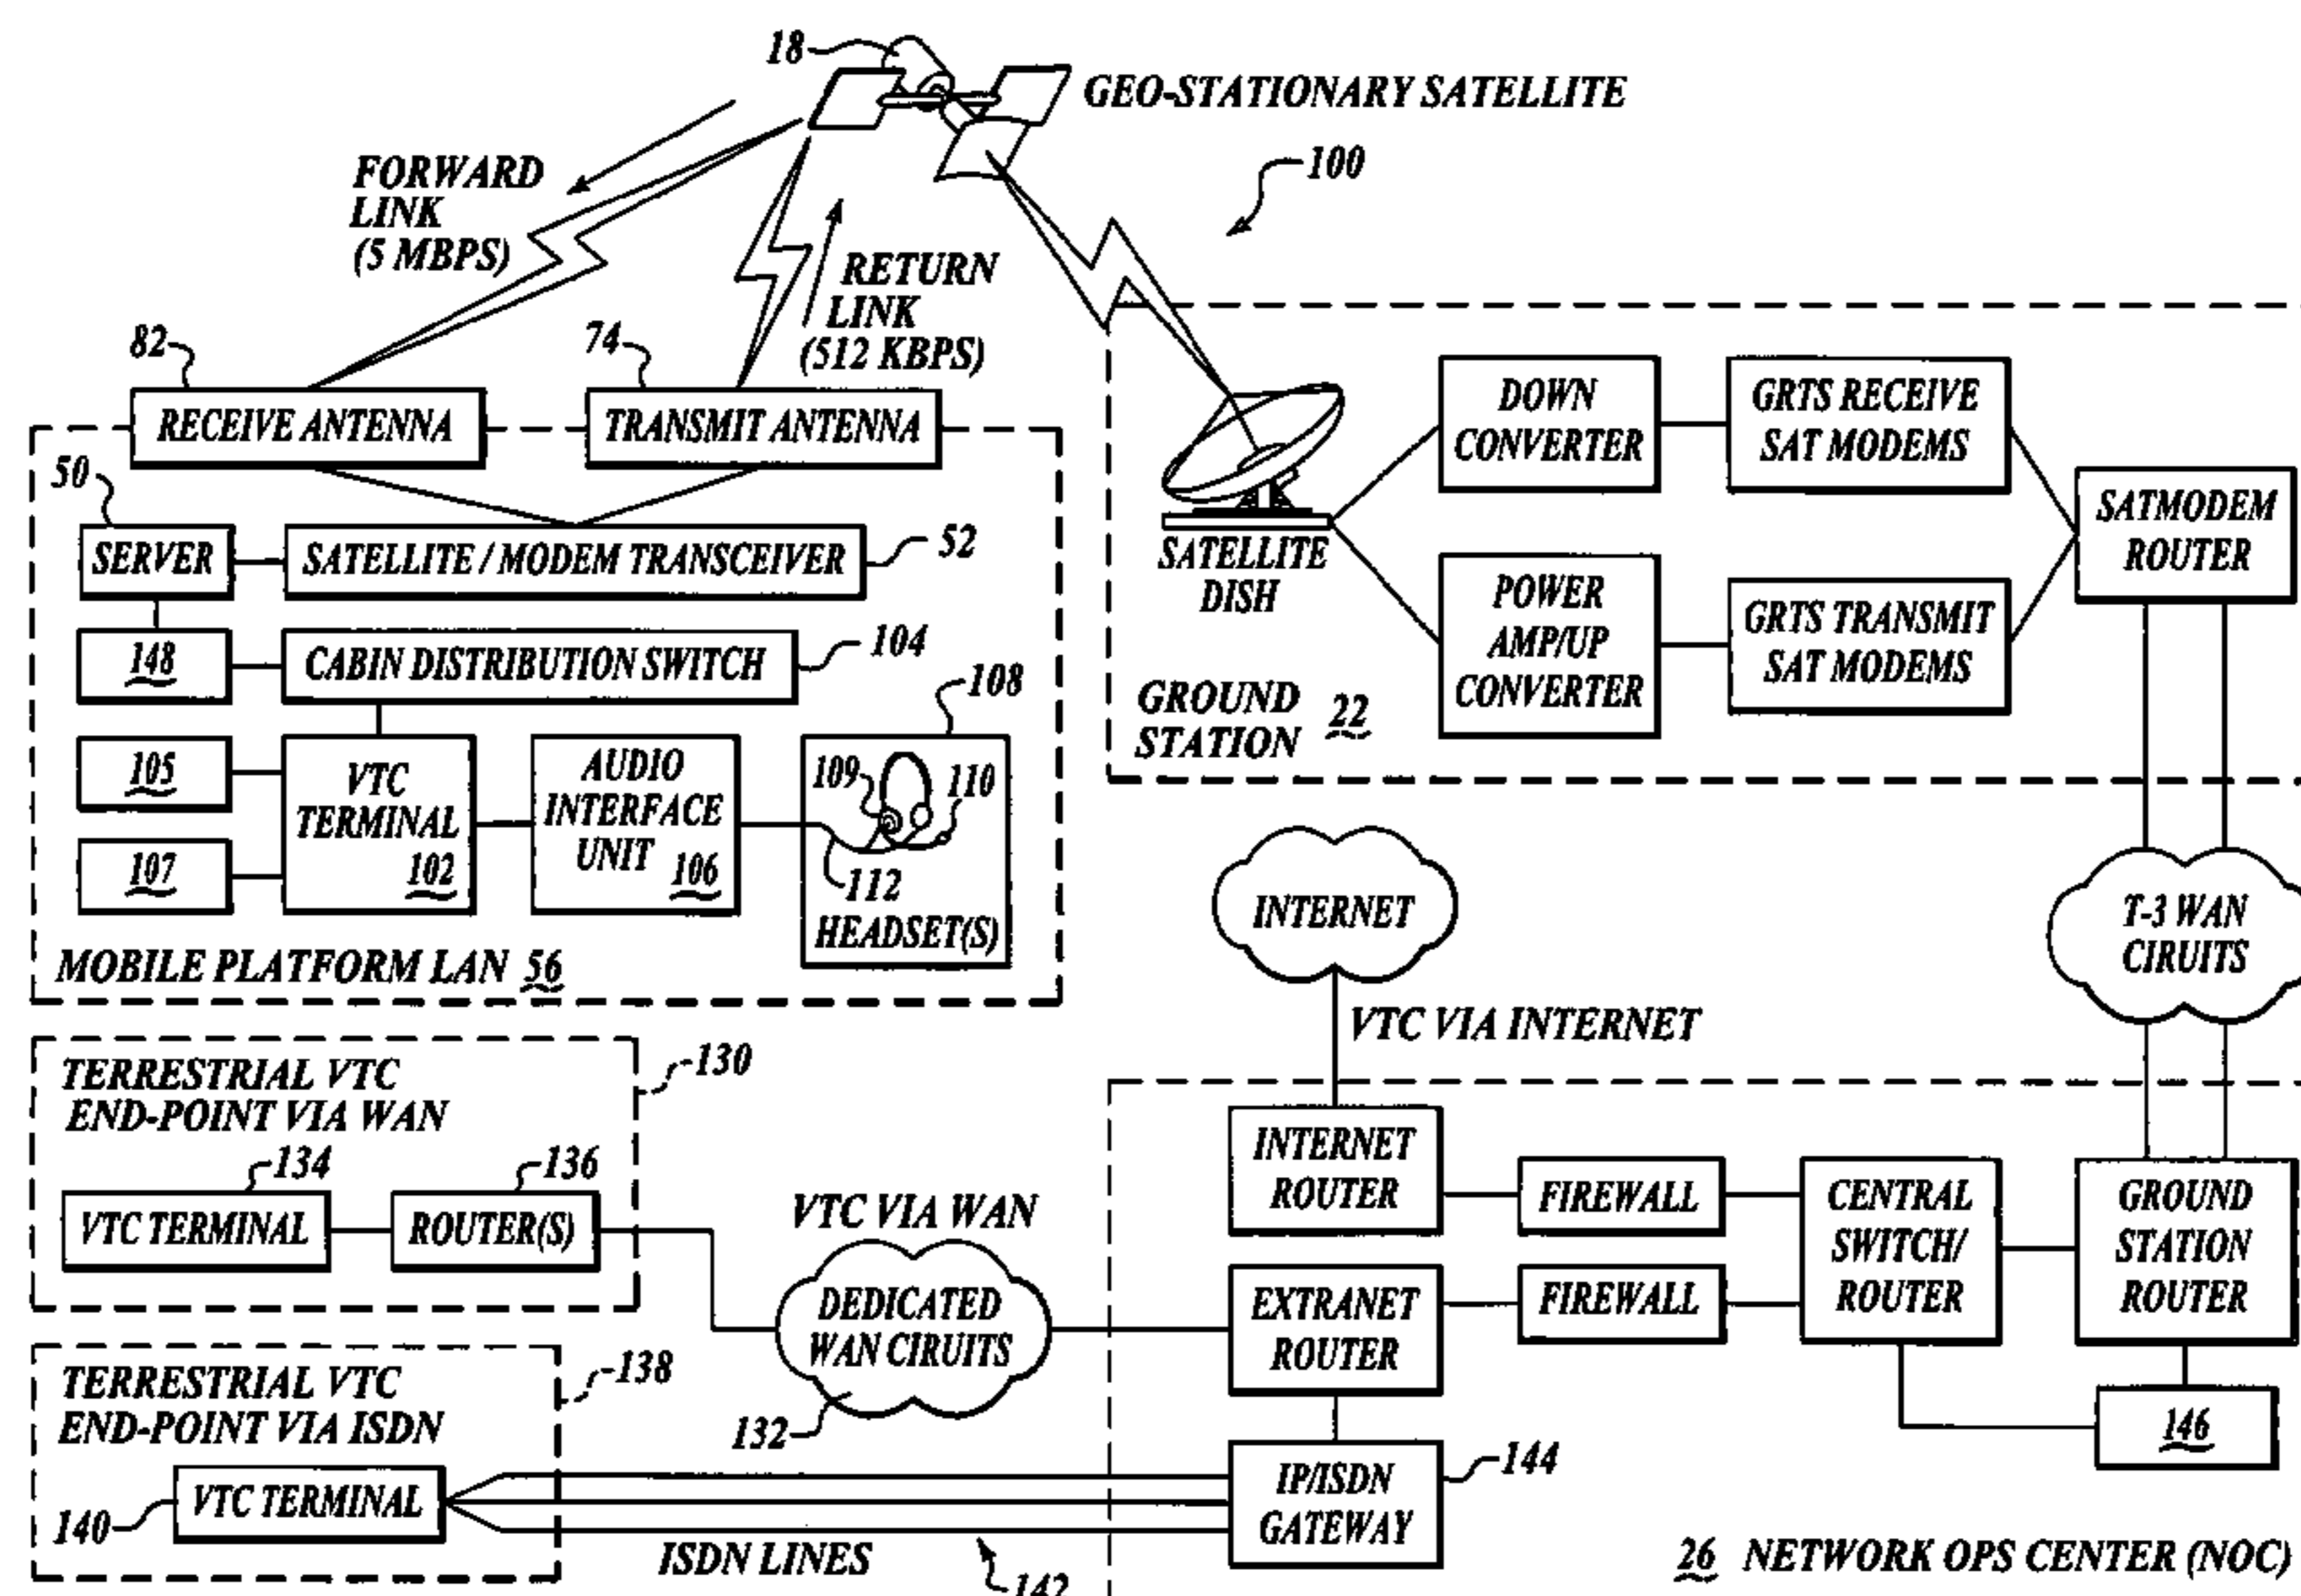 18
GEO-STATIONARY SATELLITE
100
FORWARD
LINK
(5 MBPS)
RETURN
LINK
(512 KBPS)
82
74
RECEIVE ANTENNA
TRANSMIT ANTENNA
50
SERVER
SATELLITE / MODEM TRANSCEIVER
52
148
CABIN DISTRIBUTION SWITCH
104
108
105
107
VTC
TERMINAL
102
AUDIO
INTERFACE
UNIT
106
109
110
112
HEADSET(S)
MOBILE PLATFORM LAN 56
SATELLITE
DISH
DOWN
CONVERTER
GRTS RECEIVE
SAT MODEMS
POWER
AMP/UP
CONVERTER
GRTS TRANSMIT
SAT MODEMS
SATMODEM
ROUTER
GROUND
STATION
22
INTERNET
T-3 WAN
CIRUITS
VTC VIA INTERNET
TERRESTRIAL VTC
END-POINT VIA WAN
130
134
136
VTC TERMINAL
ROUTER(S)
VTC VIA WAN
DEDICATED
WAN CIRUITS
132
INTERNET
ROUTER
FIREWALL
CENTRAL
SWITCH/
ROUTER
GROUND
STATION
ROUTER
EXTRANET
ROUTER
FIREWALL
146
TERRESTRIAL VTC
END-POINT VIA ISDN
138
VTC TERMINAL
140
ISDN LINES
142
IP/ISDN
GATEWAY
144
26 NETWORK OPS CENTER (NOC)